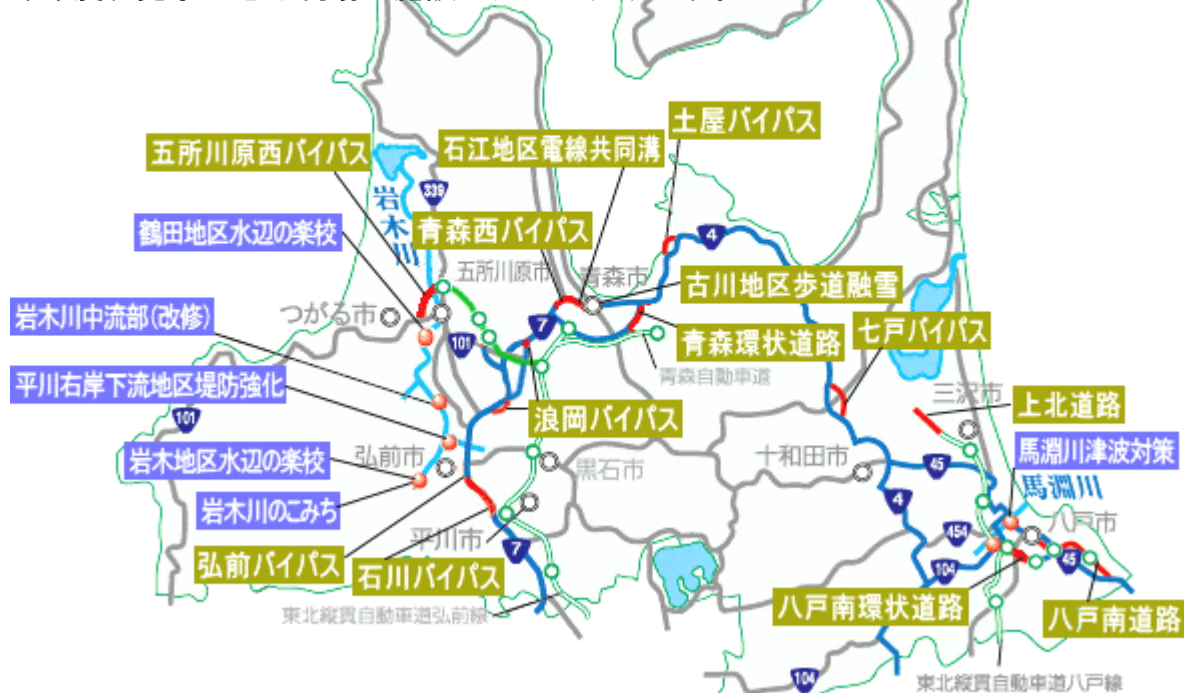 土屋バイパス
五所川原西バイパス
石江地区電線共同溝
339
岩木川
鶴田地区水辺の楽校
青森西バイパス
4
五所川原市
青森市
古川地区歩道融雪
つがる市
岩木川中流部(改修)
7
101
青森環状道路
七戸バイパス
青森自動車道
平川右岸下流地区堤防強化
三沢市
上北道路
101
浪岡バイパス
岩木地区水辺の楽校
弘前市
黒石市
十和田市
45
馬淵川津波対策
馬淵川
岩木川のこみち
4
八戸市
平川市
7
454
弘前バイパス
石川バイパス
104
45
東北縦貫自動車道弘前線
八戸南環状道路
八戸南道路
104
東北縦貫自動車道八戸線